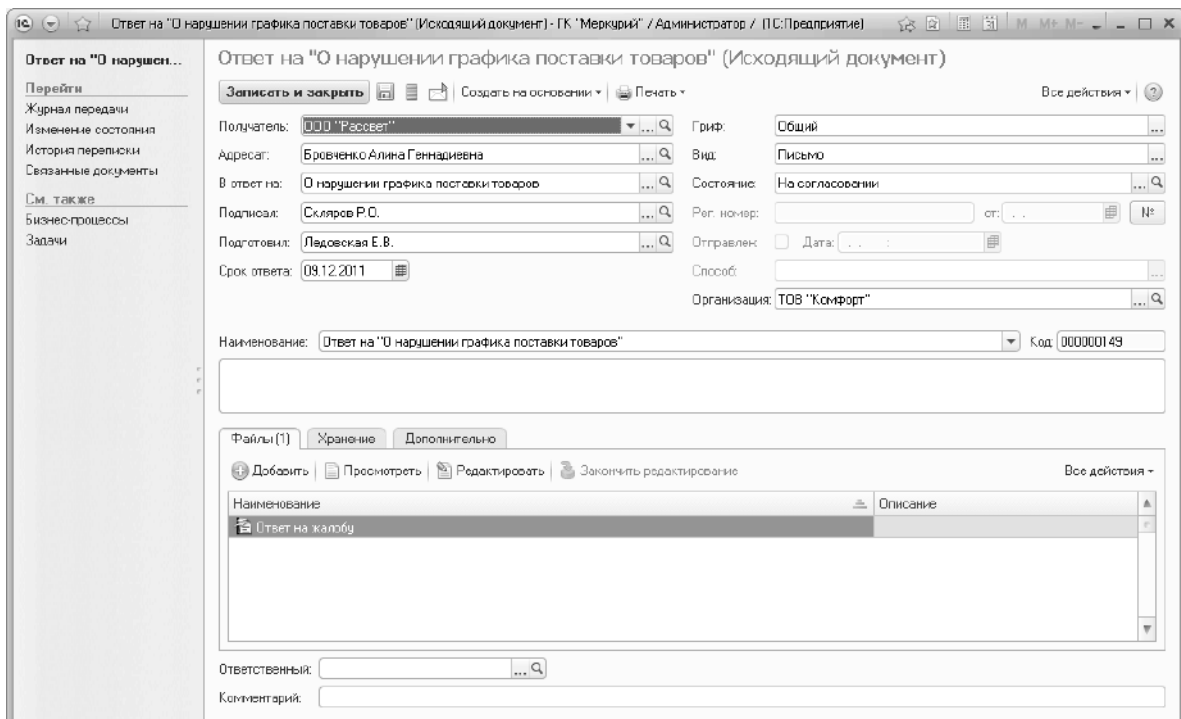 Ответ на "О нарушении графика поставки товаров" (Исходящий документ) - ГК "Меркурий" / Администратор / (1С:Предприятие) M M+ M-
Ответ на "О нарушен...
Ответ на "О нарушении графика поставки товаров" (Исходящий документ)
Перейти
Журнал передачи
Изменение состояния
История переписки
Связанные документы
См. также
Бизнес-процессы
Задачи
Записать и закрыть Создать на основании Печать Все действия ?
Получатель: ООО "Рассвет" Гриф: Общий
Адресат: Бровченко Алина Геннадиевна Вид: Письмо
В ответ на: О нарушении графика поставки товаров Состояние: На согласовании
Подписал: Скляров Р.О. Рег. номер: от: . . №
Подготовил: Ледовская Е.В. Отправлен: Дата: . . :
Срок ответа: 09.12.2011 Способ:
Организация: ТОВ "Комфорт"
Наименование: Ответ на "О нарушении графика поставки товаров" Код: 000000149
Файлы (1) Хранение Дополнительно
Добавить Просмотреть Редактировать Закончить редактирование Все действия
Наименование Описание
Ответ на жалобу
Ответственный:
Комментарий: